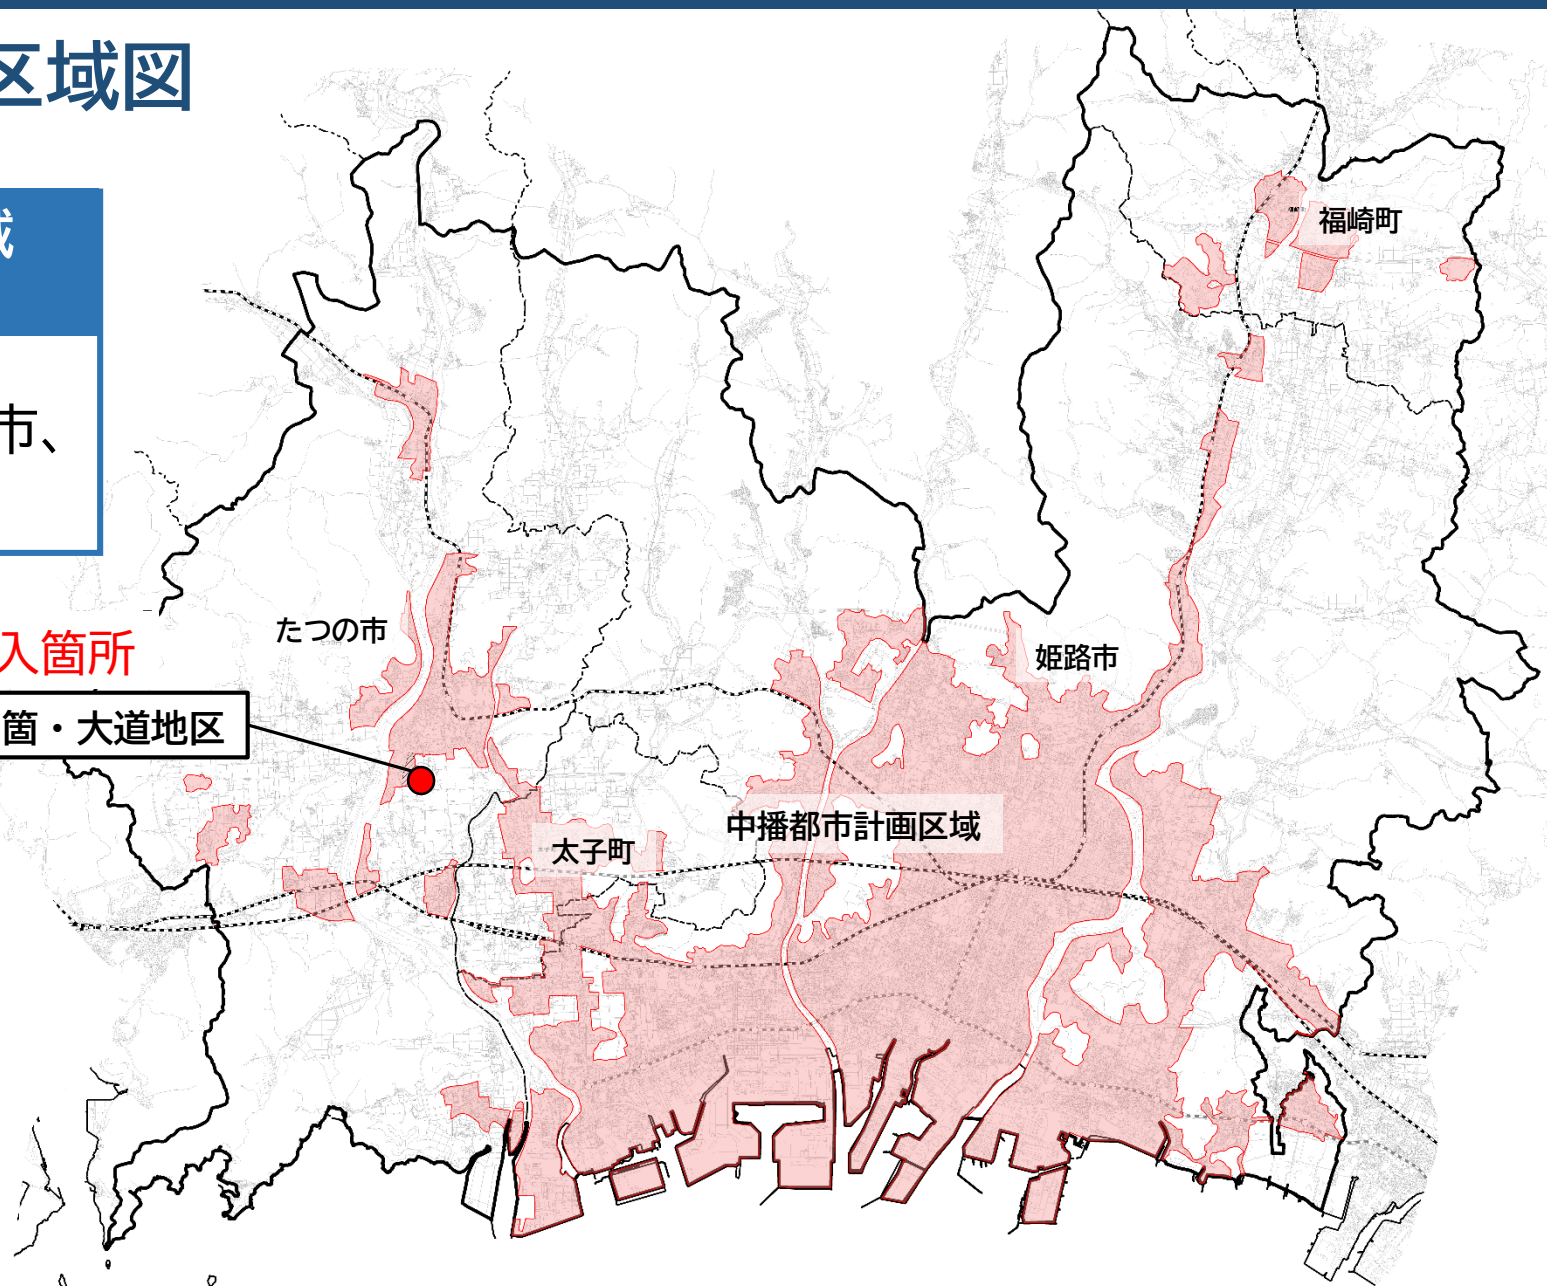 区域図
域
市、
福崎町
たつの市
姫路市
入箇所
箇・大道地区
中播都市計画区域
太子町